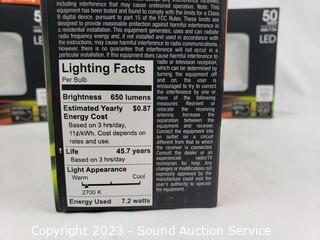 including interference that may cause undesired
operation. This device has been tested and
found to comply with the limits for a Class
B digital device, pursuant to part 15 of the FCC Rules. These limits are
designed to provide reasonable protection against harmful interference in
a residential installation. This equipment generates, uses and can radiate
radio frequency energy and, if not installed and used in accordance with
the instructions, may cause harmful interference to radio communications.
However, there is no guarantee that interference will not occur in a
particular installation. If this equipment does cause harmful interference
to radio or television reception,
which can be determined by
turning the equipment off
and on, the user is
encouraged to try to correct
the interference by one or
more of the following
measures: Reorient or
relocate the receiving
antenna. Increase the
separation between the
equipment and receiver.
Connect the equipment into
an outlet on a circuit
different from that to which
the receiver is connected.
Consult the dealer or an
experienced radio/TV
technician for help. Any
changes or modifications not
expressly approved by the
manufacturer could void the
user's authority to operate
the equipment.
Lighting Facts
Per Bulb
Brightness 650 lumens
Estimated Yearly $0.87
Energy Cost
Based on 3 hrs/day,
11¢/kWh. Cost depends on
rates and use.
Life 45.7 years
Based on 3 hrs/day
Light Appearance
Warm Cool
2700 K
Energy Used 7.2 watts
50
LED
LED
Copyright 2023 - Sound Auction Service